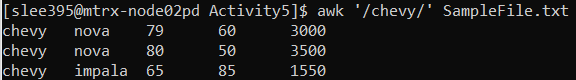 [slee395@mtrx-node02pd Activity5]$ awk '/chevy/' SampleFile.txt
chevy   nova    79      60      3000
chevy   nova    80      50      3500
chevy   impala  65      85      1550